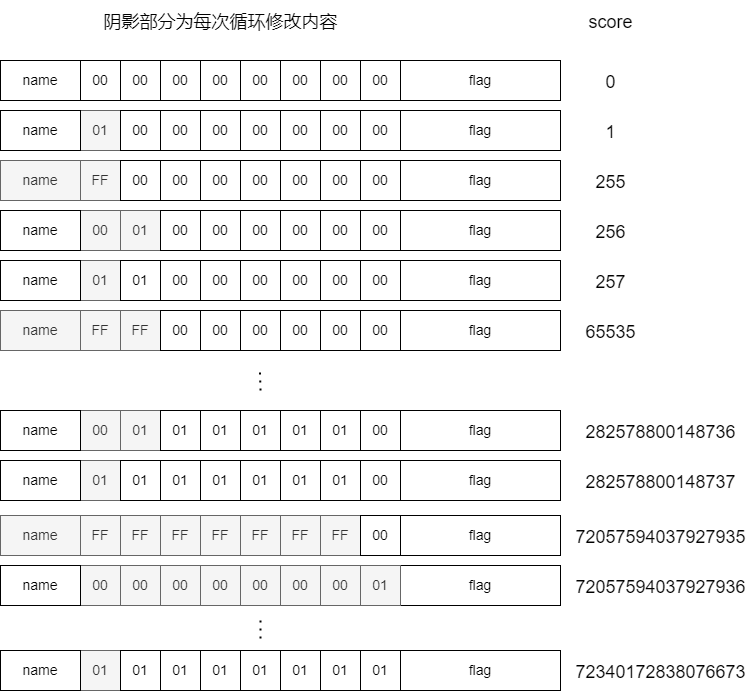 阴影部分为每次循环修改内容 score
name 00 00 00 00 00 00 00 00 flag 0
name 01 00 00 00 00 00 00 00 flag 1
name FF 00 00 00 00 00 00 00 flag 255
name 00 01 00 00 00 00 00 00 flag 256
name 01 01 00 00 00 00 00 00 flag 257
name FF FF 00 00 00 00 00 00 flag 65535
⋮
name 00 01 01 01 01 01 01 00 flag 282578800148736
name 01 01 01 01 01 01 01 00 flag 282578800148737
name FF FF FF FF FF FF FF 00 flag 72057594037927935
name 00 00 00 00 00 00 00 01 flag 72057594037927936
⋮
name 01 01 01 01 01 01 01 01 flag 72340172838076673